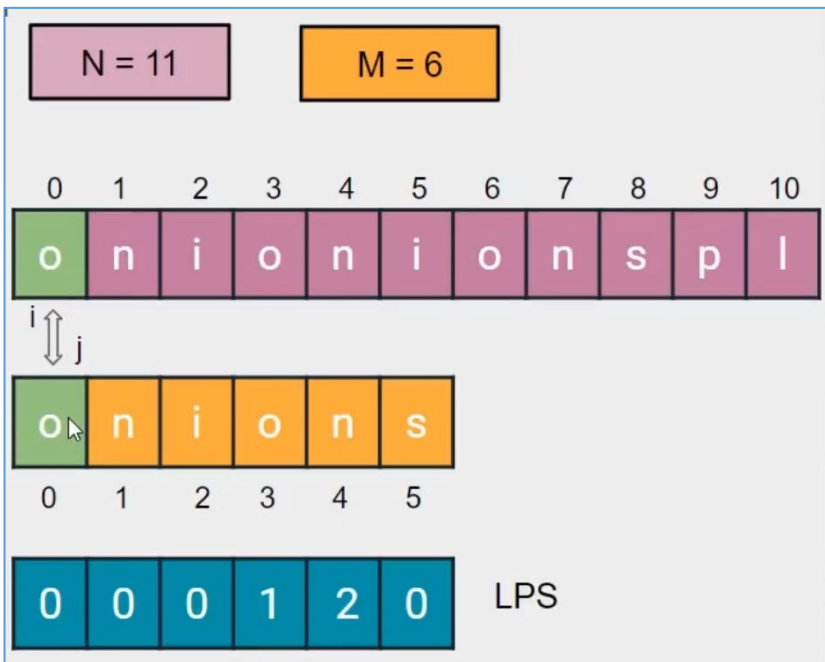 N = 11 M = 6
0 1 2 3 4 5 6 7 8 9 10
o n i o n i o n s p l
i
j
o n i o n s
0 1 2 3 4 5
0 0 0 1 2 0 LPS